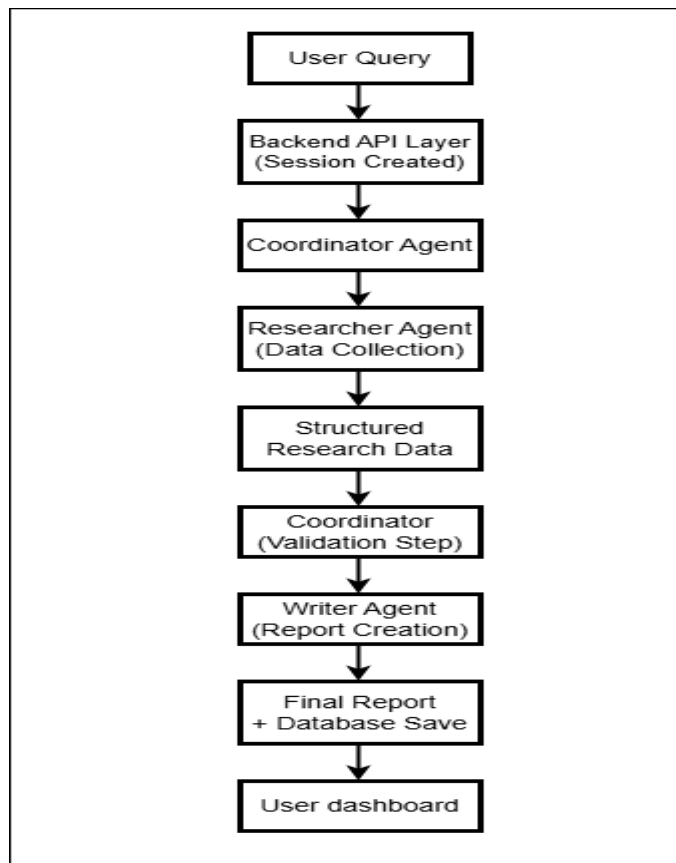 User Query
Backend API Layer
(Session Created)
Coordinator Agent
Researcher Agent
(Data Collection)
Structured
Research Data
Coordinator
(Validation Step)
Writer Agent
(Report Creation)
Final Report
+ Database Save
User dashboard